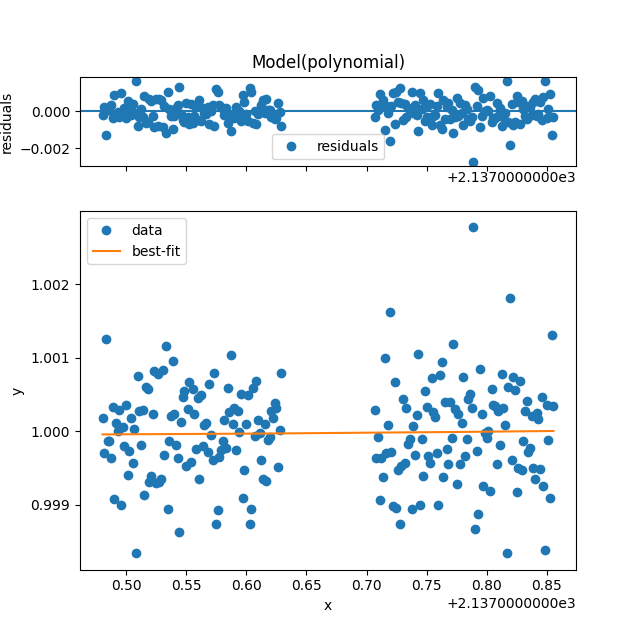 Model(polynomial)
0.000
−0.002
residuals
residuals
+2.1370000000e3
data
best-fit
1.002
1.001
1.000
0.999
y
0.50 0.55 0.60 0.65 0.70 0.75 0.80 0.85
x
+2.1370000000e3